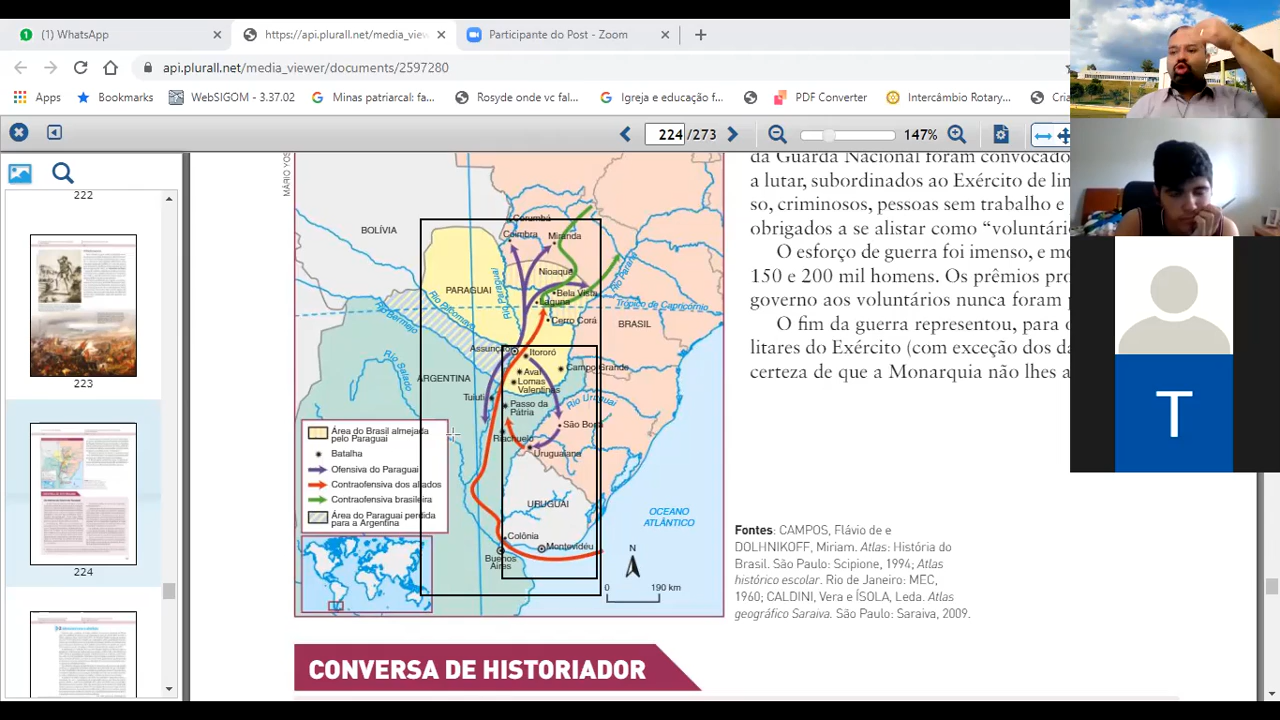 (1) WhatsApp
https://api.plurall.net/media_view
Participante do Post - Zoom
api.plurall.net/media_viewer/documents/2597280
Apps
Bookmarks
WebSIGOM - 3.37.02
Minas patriarcal: fa...
Rosyde onde vc fal...
Igreja e educação f...
PDF Converter
Intercâmbio Rotary...
Cria
224 /273
147%
222
223
224
MÁRIO YOS
BOLÍVIA
Corumbá
Coimbra
Miranda
Nioaque
PARAGUAI
Rio Paraguai
Bela Vista
Laguna
Rio Paraná
Trópico de Capricórnio
Rio Pilcomayo
Rio Bermejo
Cerro Corá
BRASIL
Assunção
Itororó
Rio Salado
ARGENTINA
Avaí
Campo Grande
Lomas
Valentinas
Tuiuti
Passo da
Pátria
Rio Uruguai
São Borja
Riachuelo
Uruguaiana
URUGUAI
Colônia
Montevidéu
Buenos
Aires
OCEANO
ATLÂNTICO
N
0 190 km
Área do Brasil almejada
pelo Paraguai
Batalha
Ofensiva do Paraguai
Contraofensiva dos aliados
Contraofensiva brasileira
Área do Paraguai perdida
para a Argentina
da Guarda Nacional foram convocado
a lutar, subordinados ao Exército de lin
so, criminosos, pessoas sem trabalho e
obrigados a se alistar como “voluntário
O esforço de guerra foi imenso, e mo
150 e 200 mil homens. Os prêmios pro
governo aos voluntários nunca foram p
O fim da guerra representou, para o
litares do Exército (com exceção dos da
certeza de que a Monarquia não lhes a
Fontes: CAMPOS, Flávio de e
DOLHNIKOFF, Miriam. Atlas: História do
Brasil. São Paulo: Scipione, 1994; Atlas
histórico escolar. Rio de Janeiro: MEC,
1960; CALDINI, Vera e ÍSOLA, Leda. Atlas
geográfico Saraiva. São Paulo: Saraiva, 2009.
CONVERSA DE HISTORIADOR
T